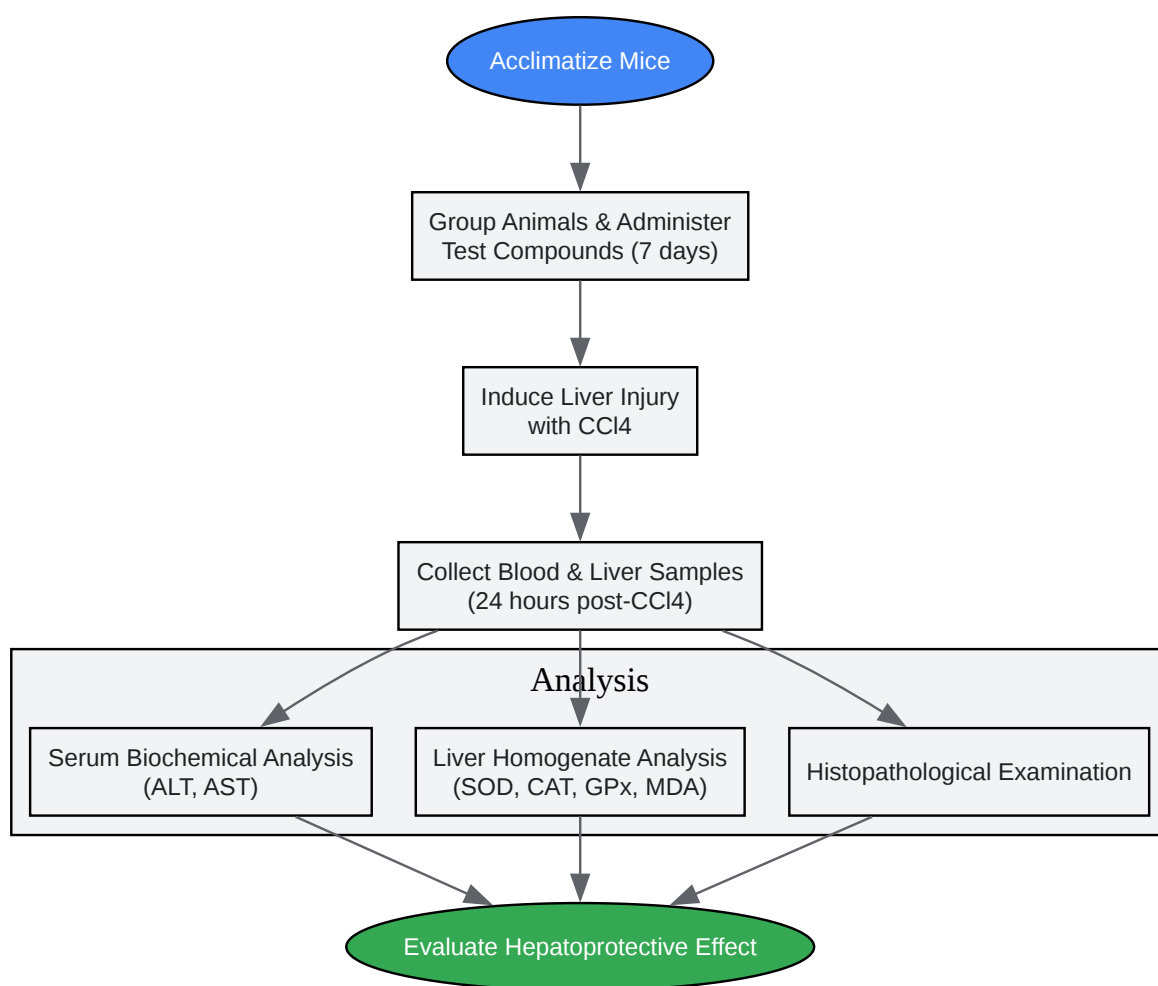 Acclimatize Mice
Group Animals & Administer
Test Compounds (7 days)
Induce Liver Injury
with CCl4
Collect Blood & Liver Samples
(24 hours post-CCl4)
Analysis
Serum Biochemical Analysis
(ALT, AST)
Liver Homogenate Analysis
(SOD, CAT, GPx, MDA)
Histopathological Examination
Evaluate Hepatoprotective Effect